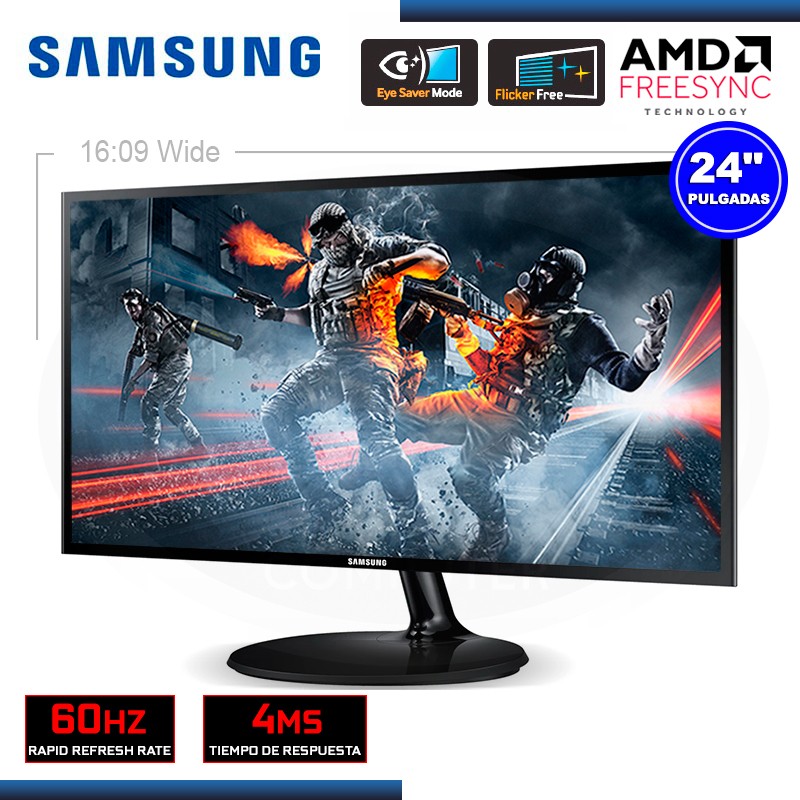 SAMSUNG
Eye Saver Mode
Flicker Free
AMD
FREESYNC
TECHNOLOGY
16:09 Wide
24"
PULGADAS
SAMSUNG
60HZ
RAPID REFRESH RATE
4MS
TIEMPO DE RESPUESTA